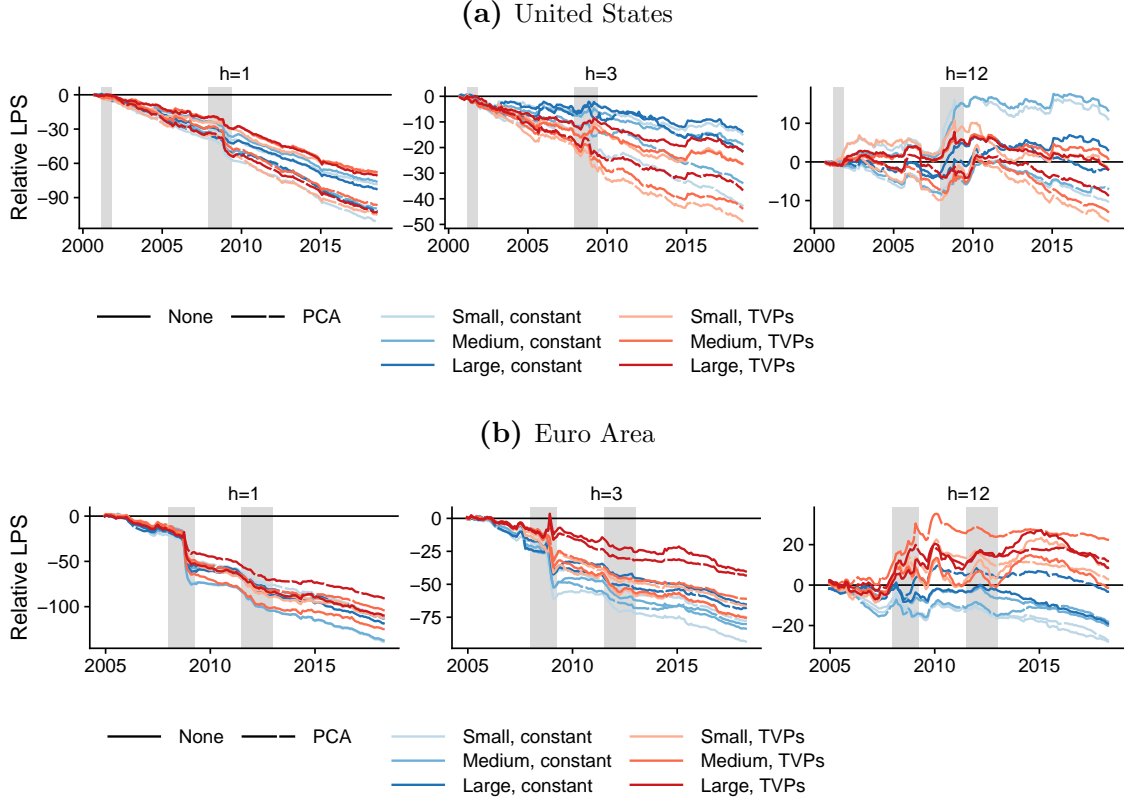 (a) United States
h=1 h=3 h=12
Relative LPS
0 −30 −60 −90
0 −10 −20 −30 −40 −50
10 0 −10
2000 2005 2010 2015 2000 2005 2010 2015 2000 2005 2010 2015
None PCA Small, constant Small, TVPs
Medium, constant Medium, TVPs
Large, constant Large, TVPs
(b) Euro Area
h=1 h=3 h=12
Relative LPS
0 −50 −100
0 −25 −50 −75
20 0 −20
2005 2010 2015 2005 2010 2015 2005 2010 2015
None PCA Small, constant Small, TVPs
Medium, constant Medium, TVPs
Large, constant Large, TVPs